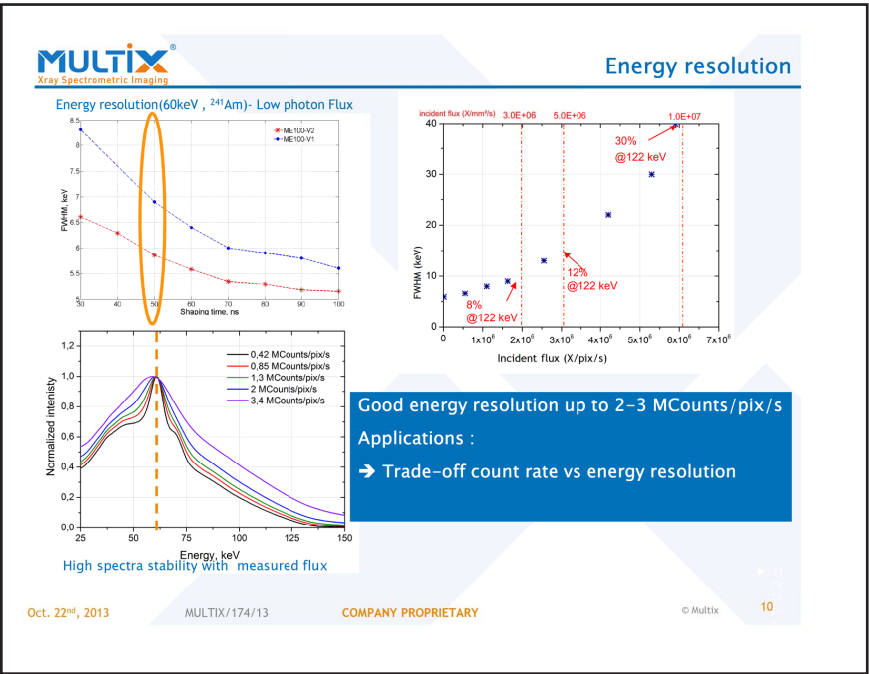 MULTIX®
Xray Spectrometric Imaging
Energy resolution
Energy resolution(60keV , ²⁴¹Am)- Low photon Flux
8.5
8
7.5
7
6.5
6
5.5
5
FWHM, keV
ME100-V2
ME100-V1
30 40 50 60 70 80 90 100
Shaping time, ns
incident flux (X/mm²/s) 3.0E+06 5.0E+06 1.0E+07
40
30
20
10
0
FWHM (keV)
30%
@122 keV
12%
@122 keV
8%
@122 keV
0 1x10⁶ 2x10⁶ 3x10⁶ 4x10⁶ 5x10⁶ 6x10⁶ 7x10⁶
Incident flux (X/pix/s)
1,2
1,0
0,8
0,6
0,4
0,2
0,0
Normalized intenisty
0,42 MCounts/pix/s
0,85 MCounts/pix/s
1,3 MCounts/pix/s
2 MCounts/pix/s
3,4 MCounts/pix/s
25 50 75 100 125 150
Energy, keV
High spectra stability with measured flux
Good energy resolution up to 2-3 MCounts/pix/s
Applications :
➔ Trade-off count rate vs energy resolution
Oct. 22ⁿᵈ, 2013 MULTIX/174/13 COMPANY PROPRIETARY © Multix 10